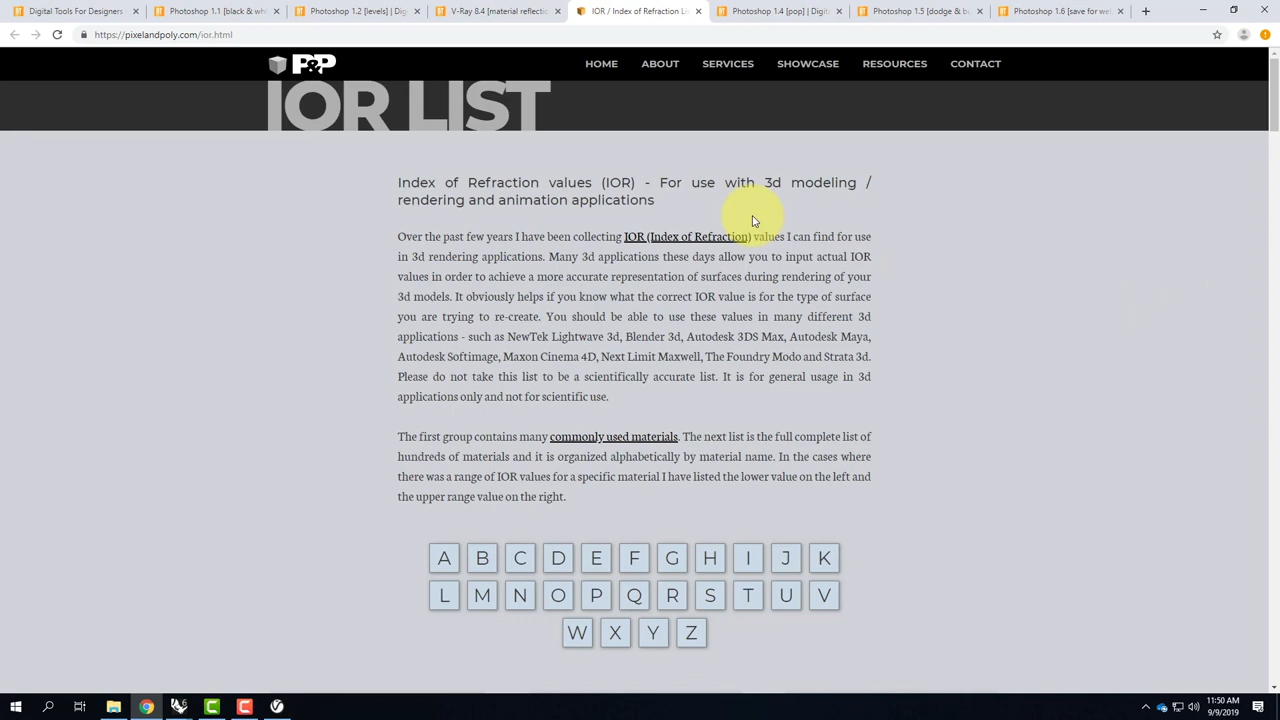 Digital Tools For Designers
Photoshop 1.1 [black & wh
Photoshop 1.2 [levels] | Digita
V-Ray 8.4 [material reflectio
IOR / Index of Refraction Li
Photoshop 1.4 [pop] | Digita
Photoshop 1.5 [dodge & bu
Photoshop 1.6 [save for we
https://pixelandpoly.com/ior.html
P&P
HOME ABOUT SERVICES SHOWCASE RESOURCES CONTACT
IOR LIST
Index of Refraction values (IOR) - For use with 3d modeling /
rendering and animation applications
Over the past few years I have been collecting IOR (Index of Refraction) values I can find for use
in 3d rendering applications. Many 3d applications these days allow you to input actual IOR
values in order to achieve a more accurate representation of surfaces during rendering of your
3d models. It obviously helps if you know what the correct IOR value is for the type of surface
you are trying to re-create. You should be able to use these values in many different 3d
applications - such as NewTek Lightwave 3d, Blender 3d, Autodesk 3DS Max, Autodesk Maya,
Autodesk Softimage, Maxon Cinema 4D, Next Limit Maxwell, The Foundry Modo and Strata 3d.
Please do not take this list to be a scientifically accurate list. It is for general usage in 3d
applications only and not for scientific use.
The first group contains many commonly used materials. The next list is the full complete list of
hundreds of materials and it is organized alphabetically by material name. In the cases where
there was a range of IOR values for a specific material I have listed the lower value on the left and
the upper range value on the right.
A B C D E F G H I J K
L M N O P Q R S T U V
W X Y Z
11:50 AM
9/9/2019